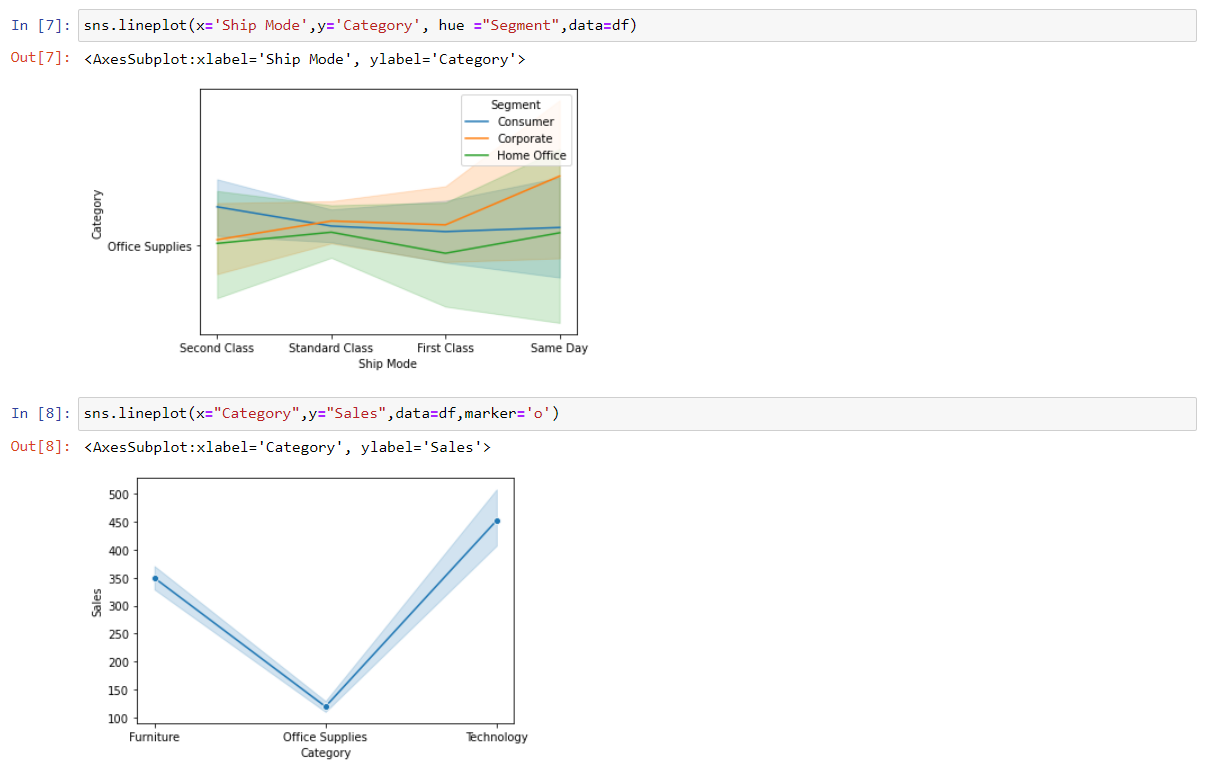 In [7]: sns.lineplot(x='Ship Mode',y='Category', hue ="Segment",data=df)
Out[7]: <AxesSubplot:xlabel='Ship Mode', ylabel='Category'>
Segment
Consumer
Corporate
Home Office
Category
Office Supplies
Second Class Standard Class First Class Same Day
Ship Mode
In [8]: sns.lineplot(x="Category",y="Sales",data=df,marker='o')
Out[8]: <AxesSubplot:xlabel='Category', ylabel='Sales'>
500
450
400
350
300
250
200
150
100
Sales
Furniture Office Supplies Technology
Category